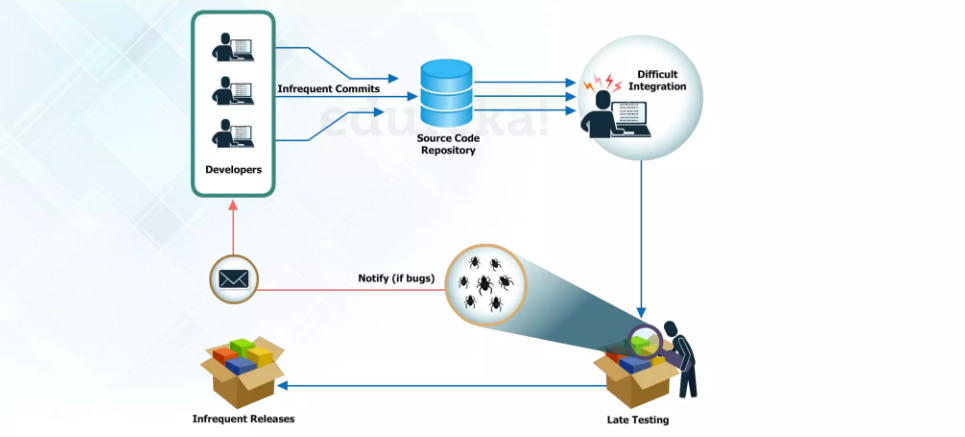 Infrequent Commits
Difficult
Integration
Source Code
Repository
Developers
edureka!
Notify (if bugs)
Infrequent Releases
Late Testing